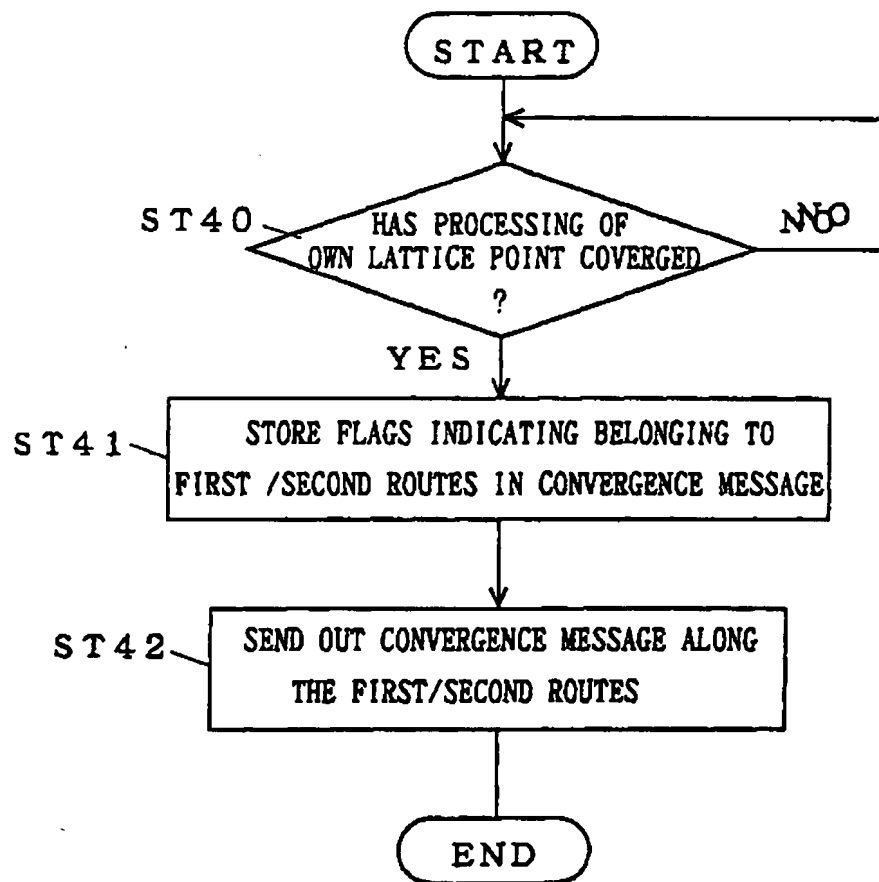 START
ST40
HAS PROCESSING OF
OWN LATTICE POINT COVERGED
?
NO
YES
ST41
STORE FLAGS INDICATING BELONGING TO
FIRST /SECOND ROUTES IN CONVERGENCE MESSAGE
ST42
SEND OUT CONVERGENCE MESSAGE ALONG
THE FIRST/SECOND ROUTES
END